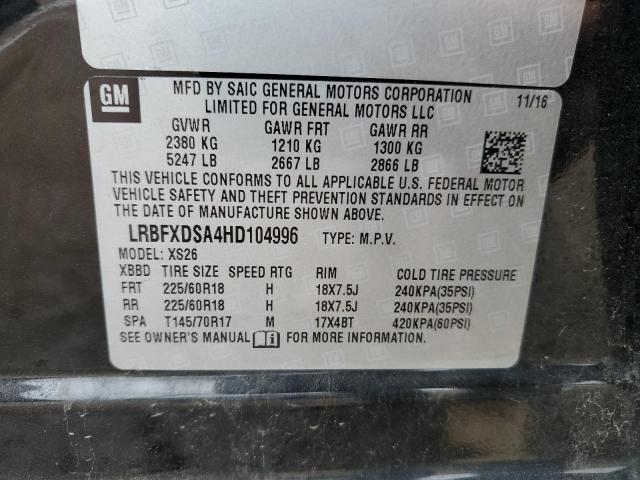 GM
MFD BY SAIC GENERAL MOTORS CORPORATION
LIMITED FOR GENERAL MOTORS LLC
11/16
GVWR GAWR FRT GAWR RR
2380 KG 1210 KG 1300 KG
5247 LB 2667 LB 2866 LB
THIS VEHICLE CONFORMS TO ALL APPLICABLE U.S. FEDERAL MOTOR
VEHICLE SAFETY AND THEFT PREVENTION STANDARDS IN EFFECT ON
THE DATE OF MANUFACTURE SHOWN ABOVE.
LRBFXDSA4HD104996 TYPE: M.P.V.
MODEL: XS26
XBBD TIRE SIZE SPEED RTG RIM COLD TIRE PRESSURE
FRT 225/60R18 H 18X7.5J 240KPA(35PSI)
RR 225/60R18 H 18X7.5J 240KPA(35PSI)
SPA T145/70R17 M 17X4BT 420KPA(60PSI)
SEE OWNER'S MANUAL i FOR MORE INFORMATION.